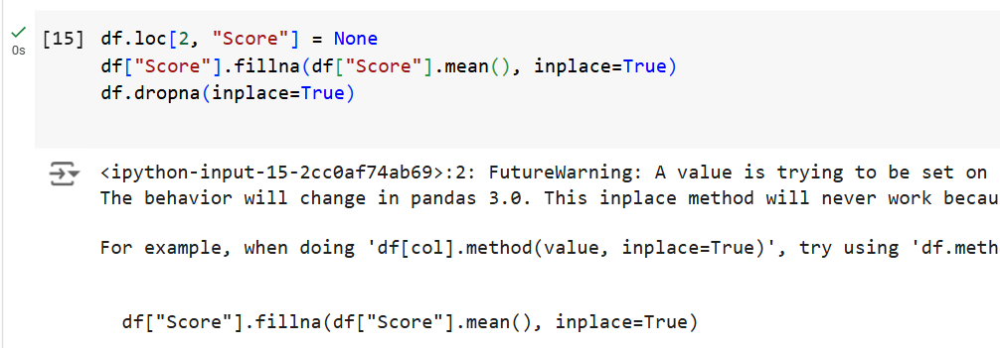 [15] df.loc[2, "Score"] = None
0s
df["Score"].fillna(df["Score"].mean(), inplace=True)
df.dropna(inplace=True)
<ipython-input-15-2cc0af74ab69>:2: FutureWarning: A value is trying to be set on
The behavior will change in pandas 3.0. This inplace method will never work becau
For example, when doing 'df[col].method(value, inplace=True)', try using 'df.meth
df["Score"].fillna(df["Score"].mean(), inplace=True)